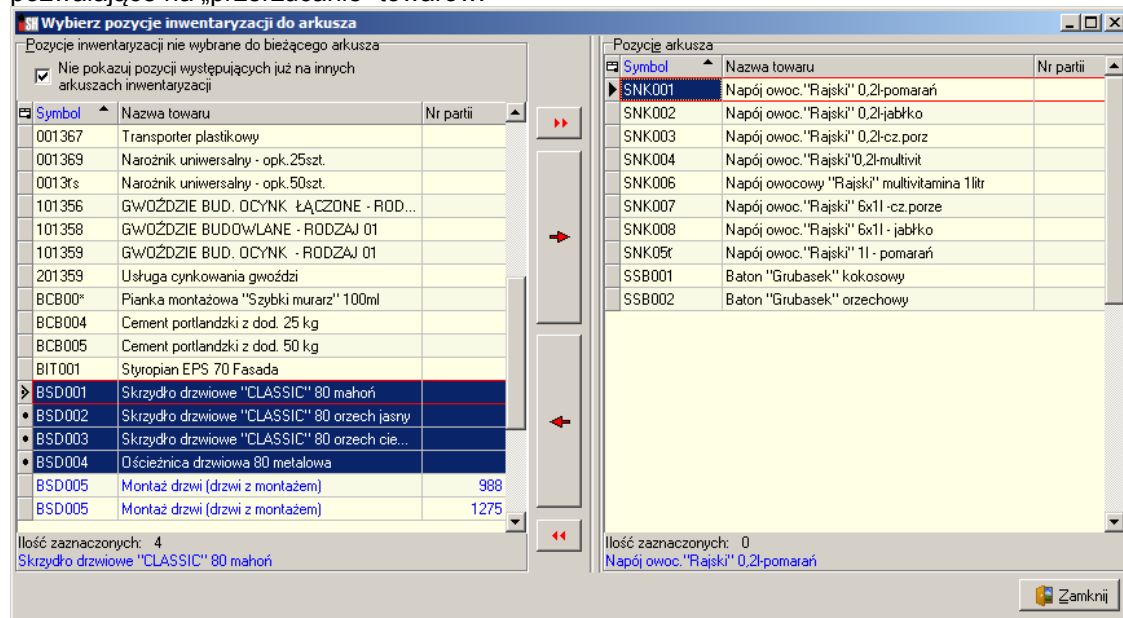 pozwalające na „przerzucanie” towarów.
Wybierz pozycje inwentaryzacji do arkusza
Pozycje inwentaryzacji nie wybrane do bieżącego arkusza
Nie pokazuj pozycji występujących już na innych
arkuszach inwentaryzacji
Symbol Nazwa towaru Nr partii
001367 Transporter plastikowy
001369 Narożnik uniwersalny - opk.25szt.
0013ґs Narożnik uniwersalny - opk.50szt.
101356 GWOŹDZIE BUD. OCYNK ŁĄCZONE - ROD...
101358 GWOŹDZIE BUDOWLANE - RODZAJ 01
101359 GWOŹDZIE BUD. OCYNK - RODZAJ 01
201359 Usługa cynkowania gwoździ
BCB00* Pianka montażowa "Szybki murarz" 100ml
BCB004 Cement portlandzki z dod. 25 kg
BCB005 Cement portlandzki z dod. 50 kg
BIT001 Styropian EPS 70 Fasada
BSD001 Skrzydło drzwiowe "CLASSIC" 80 mahoń
BSD002 Skrzydło drzwiowe "CLASSIC" 80 orzech jasny
BSD003 Skrzydło drzwiowe "CLASSIC" 80 orzech cie...
BSD004 Ościeżnica drzwiowa 80 metalowa
BSD005 Montaż drzwi (drzwi z montażem) 988
BSD005 Montaż drzwi (drzwi z montażem) 1275
Ilość zaznaczonych: 4
Skrzydło drzwiowe "CLASSIC" 80 mahoń
Pozycje arkusza
Symbol Nazwa towaru Nr partii
SNK001 Napój owoc."Rajski" 0,2l-pomarań
SNK002 Napój owoc."Rajski" 0,2l-jabłko
SNK003 Napój owoc."Rajski" 0,2l-cz.porz
SNK004 Napój owoc."Rajski"0,2l-multivit
SNK006 Napój owocowy "Rajski" multivitamina 1litr
SNK007 Napój owoc."Rajski" 6x1l -cz.porze
SNK008 Napój owoc."Rajski" 6x1l - jabłko
SNK05ґ Napój owoc."Rajski" 1l - pomarań
SSB001 Baton "Grubasek" kokosowy
SSB002 Baton "Grubasek" orzechowy
Ilość zaznaczonych: 0
Napój owoc."Rajski" 0,2l-pomarań
Zamknij